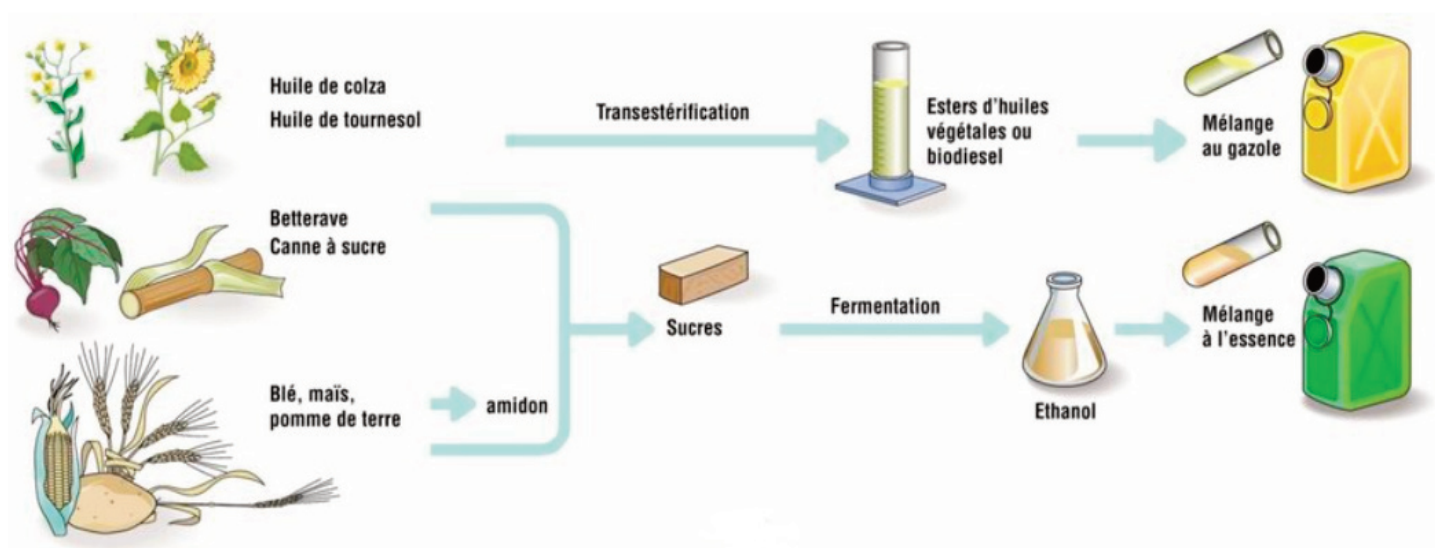 Huile de colza
Huile de tournesol
Transestérification
Esters d'huiles
végétales ou
biodiesel
Mélange
au gazole
Betterave
Canne à sucre
Sucres
Fermentation
Ethanol
Mélange
à l'essence
Blé, maïs,
pomme de terre
amidon